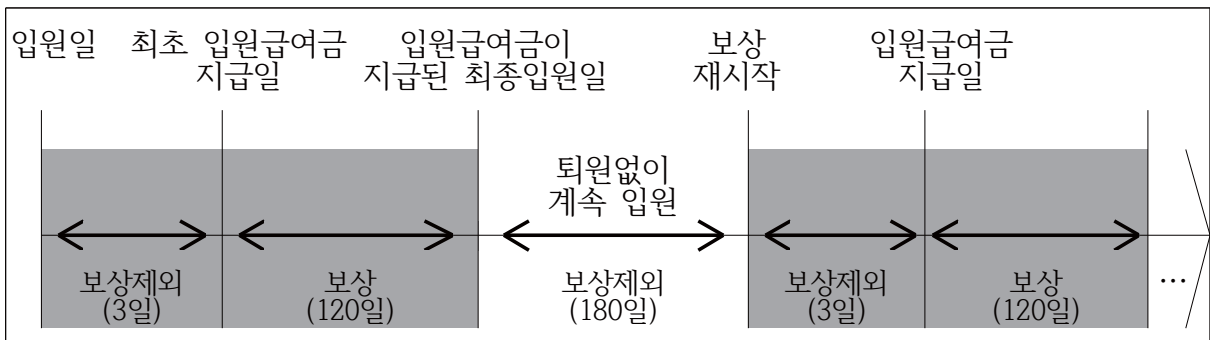 입원일
최초 입원급여금
지급일
입원급여금이
지급된 최종입원일
보상
재시작
입원급여금
지급일
퇴원없이
계속 입원
보상제외
(3일)
보상
(120일)
보상제외
(180일)
보상제외
(3일)
보상
(120일)
…